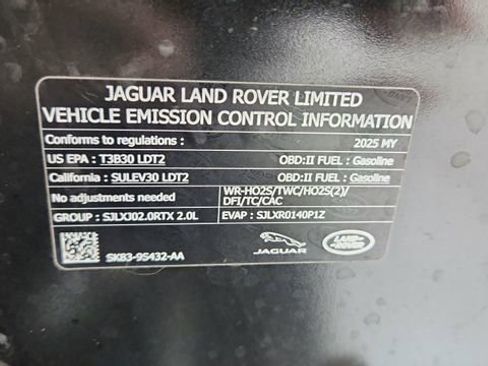 JAGUAR LAND ROVER LIMITED
VEHICLE EMISSION CONTROL INFORMATION
Conforms to regulations : 2025 MY
US EPA : T3B30 LDT2 OBD:II FUEL : Gasoline
California : SULEV30 LDT2 OBD:II FUEL : Gasoline
No adjustments needed WR-HO2S/TWC/HO2S(2)/
DFI/TC/CAC
GROUP : SJLXJ02.0RTX 2.0L EVAP : SJLXR0140P1Z
SK83-9S432-AA
JAGUAR
LAND ROVER